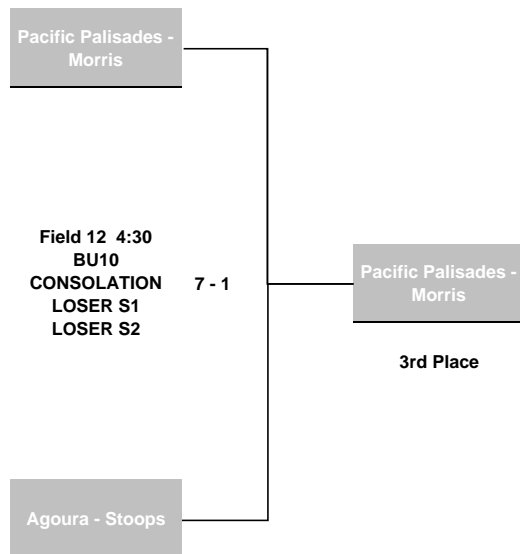 Pacific Palisades -
Morris
Field 12 4:30
BU10
CONSOLATION
LOSER S1
LOSER S2
7 - 1
Pacific Palisades -
Morris
3rd Place
Agoura - Stoops